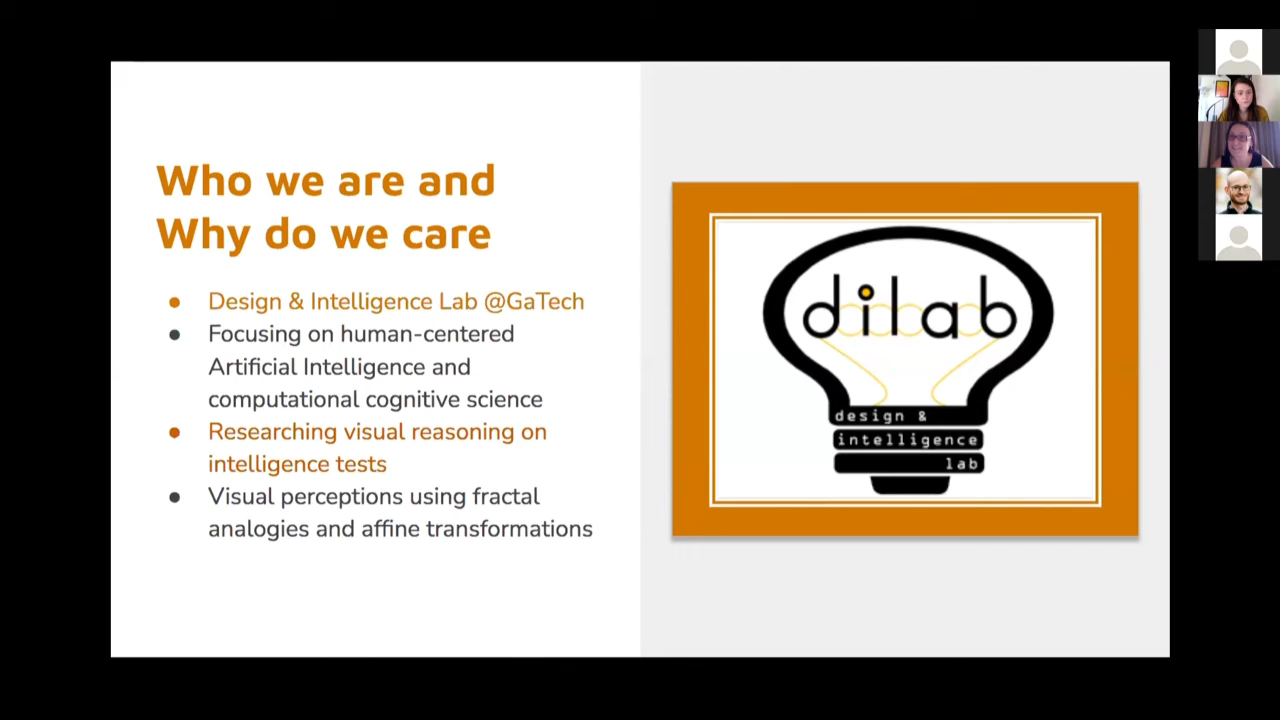 Who we are and
Why do we care
● Design & Intelligence Lab @GaTech
● Focusing on human-centered
Artificial Intelligence and
computational cognitive science
● Researching visual reasoning on
intelligence tests
● Visual perceptions using fractal
analogies and affine transformations
dilab
design &
intelligence
lab